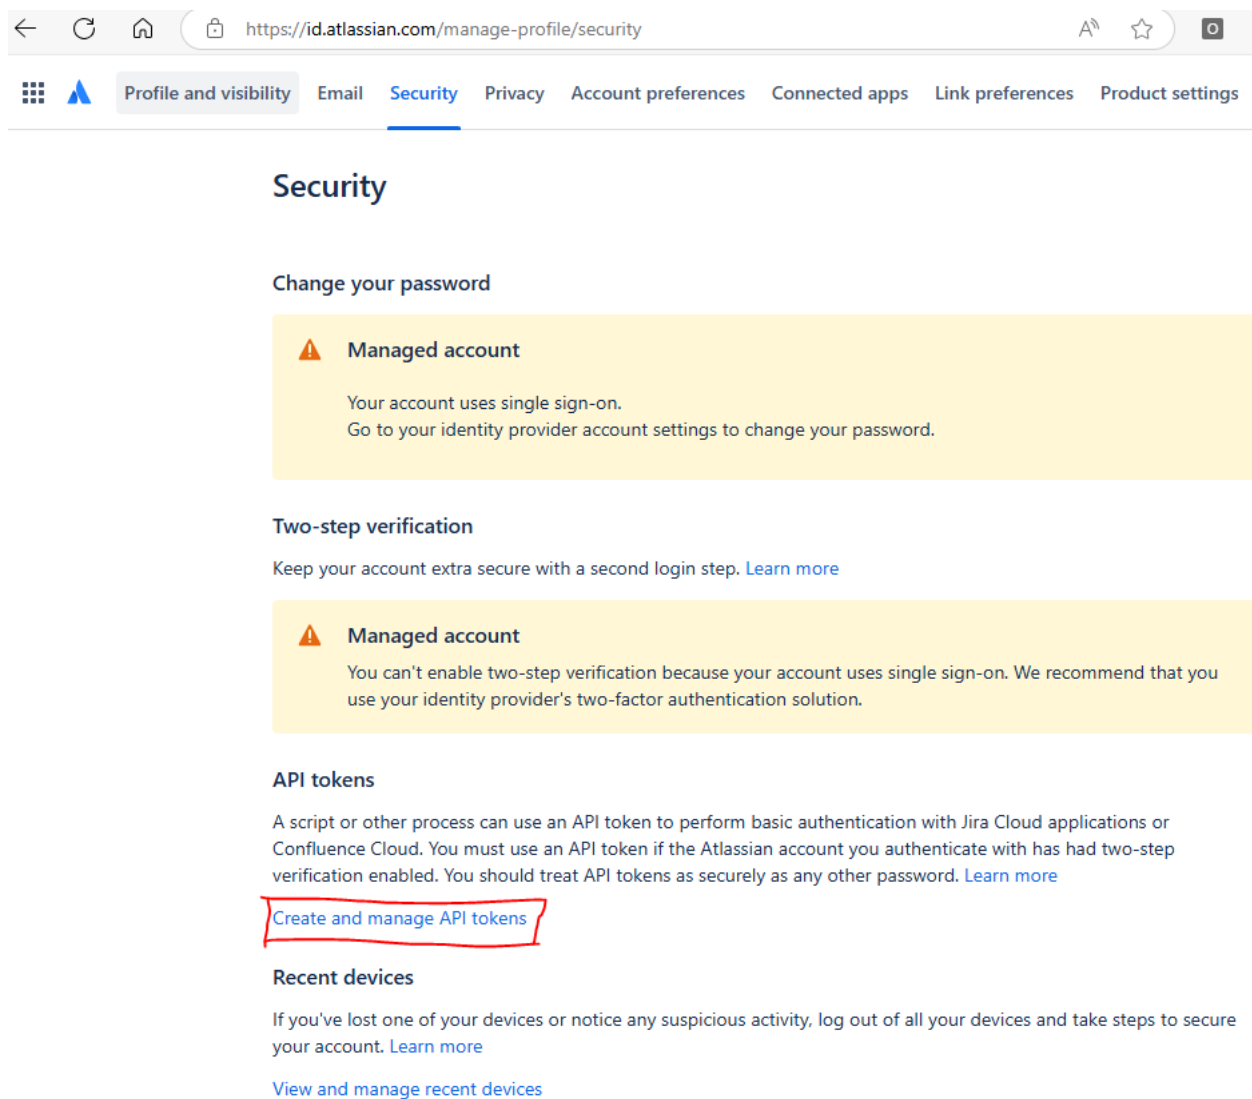 https://id.atlassian.com/manage-profile/security
A
O
Profile and visibility Email Security Privacy Account preferences Connected apps Link preferences Product settings
Security
Change your password
Managed account
Your account uses single sign-on.
Go to your identity provider account settings to change your password.
Two-step verification
Keep your account extra secure with a second login step. Learn more
Managed account
You can't enable two-step verification because your account uses single sign-on. We recommend that you
use your identity provider's two-factor authentication solution.
API tokens
A script or other process can use an API token to perform basic authentication with Jira Cloud applications or
Confluence Cloud. You must use an API token if the Atlassian account you authenticate with has had two-step
verification enabled. You should treat API tokens as securely as any other password. Learn more
Create and manage API tokens
Recent devices
If you've lost one of your devices or notice any suspicious activity, log out of all your devices and take steps to secure
your account. Learn more
View and manage recent devices